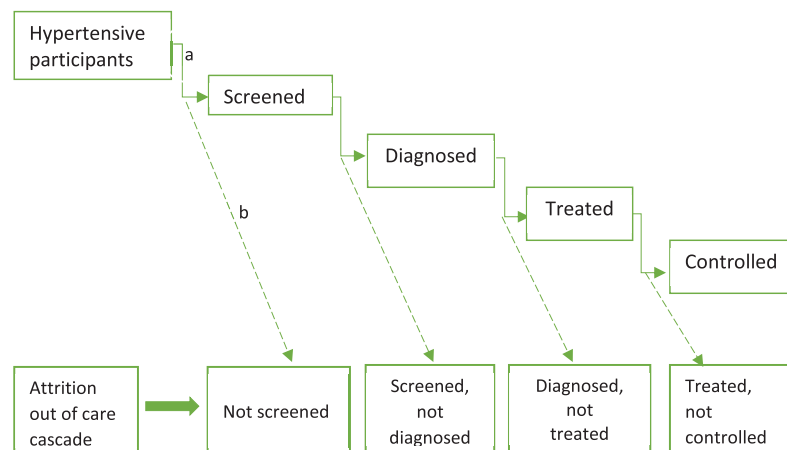 Hypertensive
participants
a
Screened
Diagnosed
Treated
b
Controlled
Attrition
out of care
cascade
Not screened
Screened,
not
diagnosed
Diagnosed,
not
treated
Treated,
not
controlled